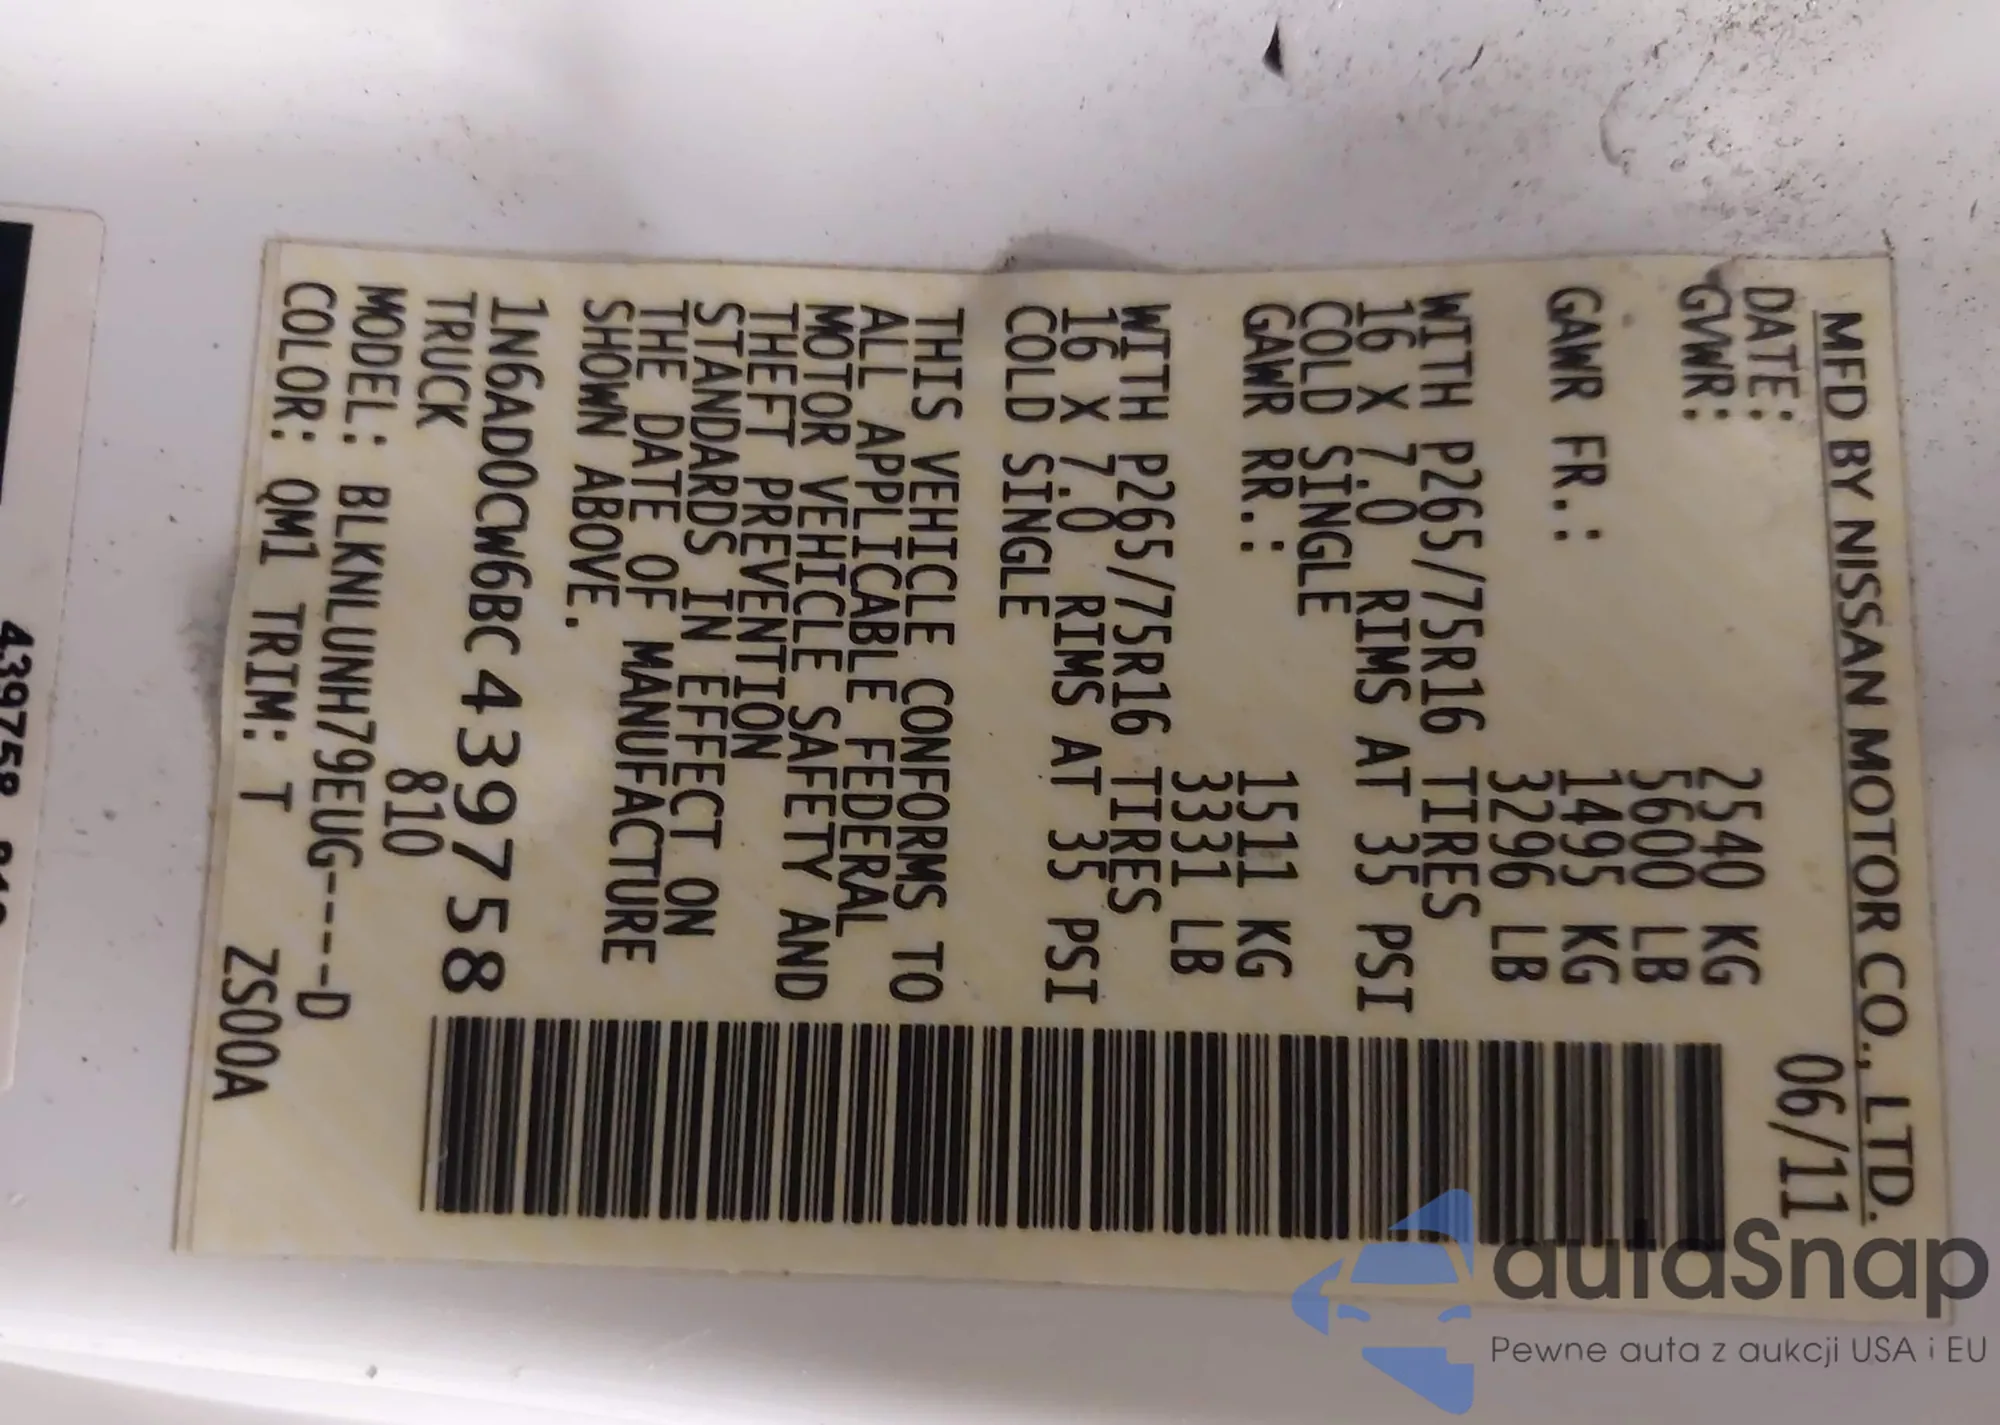 MFD BY NISSAN MOTOR CO., LTD.
DATE: 06/11
GVWR: 2540 KG
5600 LB
GAWR FR.: 1495 KG
3296 LB
WITH P265/75R16 TIRES
16 X 7.0 RIMS AT 35 PSI
COLD SINGLE
GAWR RR.: 1511 KG
3331 LB
WITH P265/75R16 TIRES
16 X 7.0 RIMS AT 35 PSI
COLD SINGLE
THIS VEHICLE CONFORMS TO
ALL APPLICABLE FEDERAL
MOTOR VEHICLE SAFETY AND
THEFT PREVENTION
STANDARDS IN EFFECT ON
THE DATE OF MANUFACTURE
SHOWN ABOVE.
1N6AD0CW6BC439758
TRUCK 810
MODEL: BLKNLUNH79EUG----D
COLOR: QM1 TRIM: T ZS00A
439758
autoSnap
Pewne auta z aukcji USA i EU